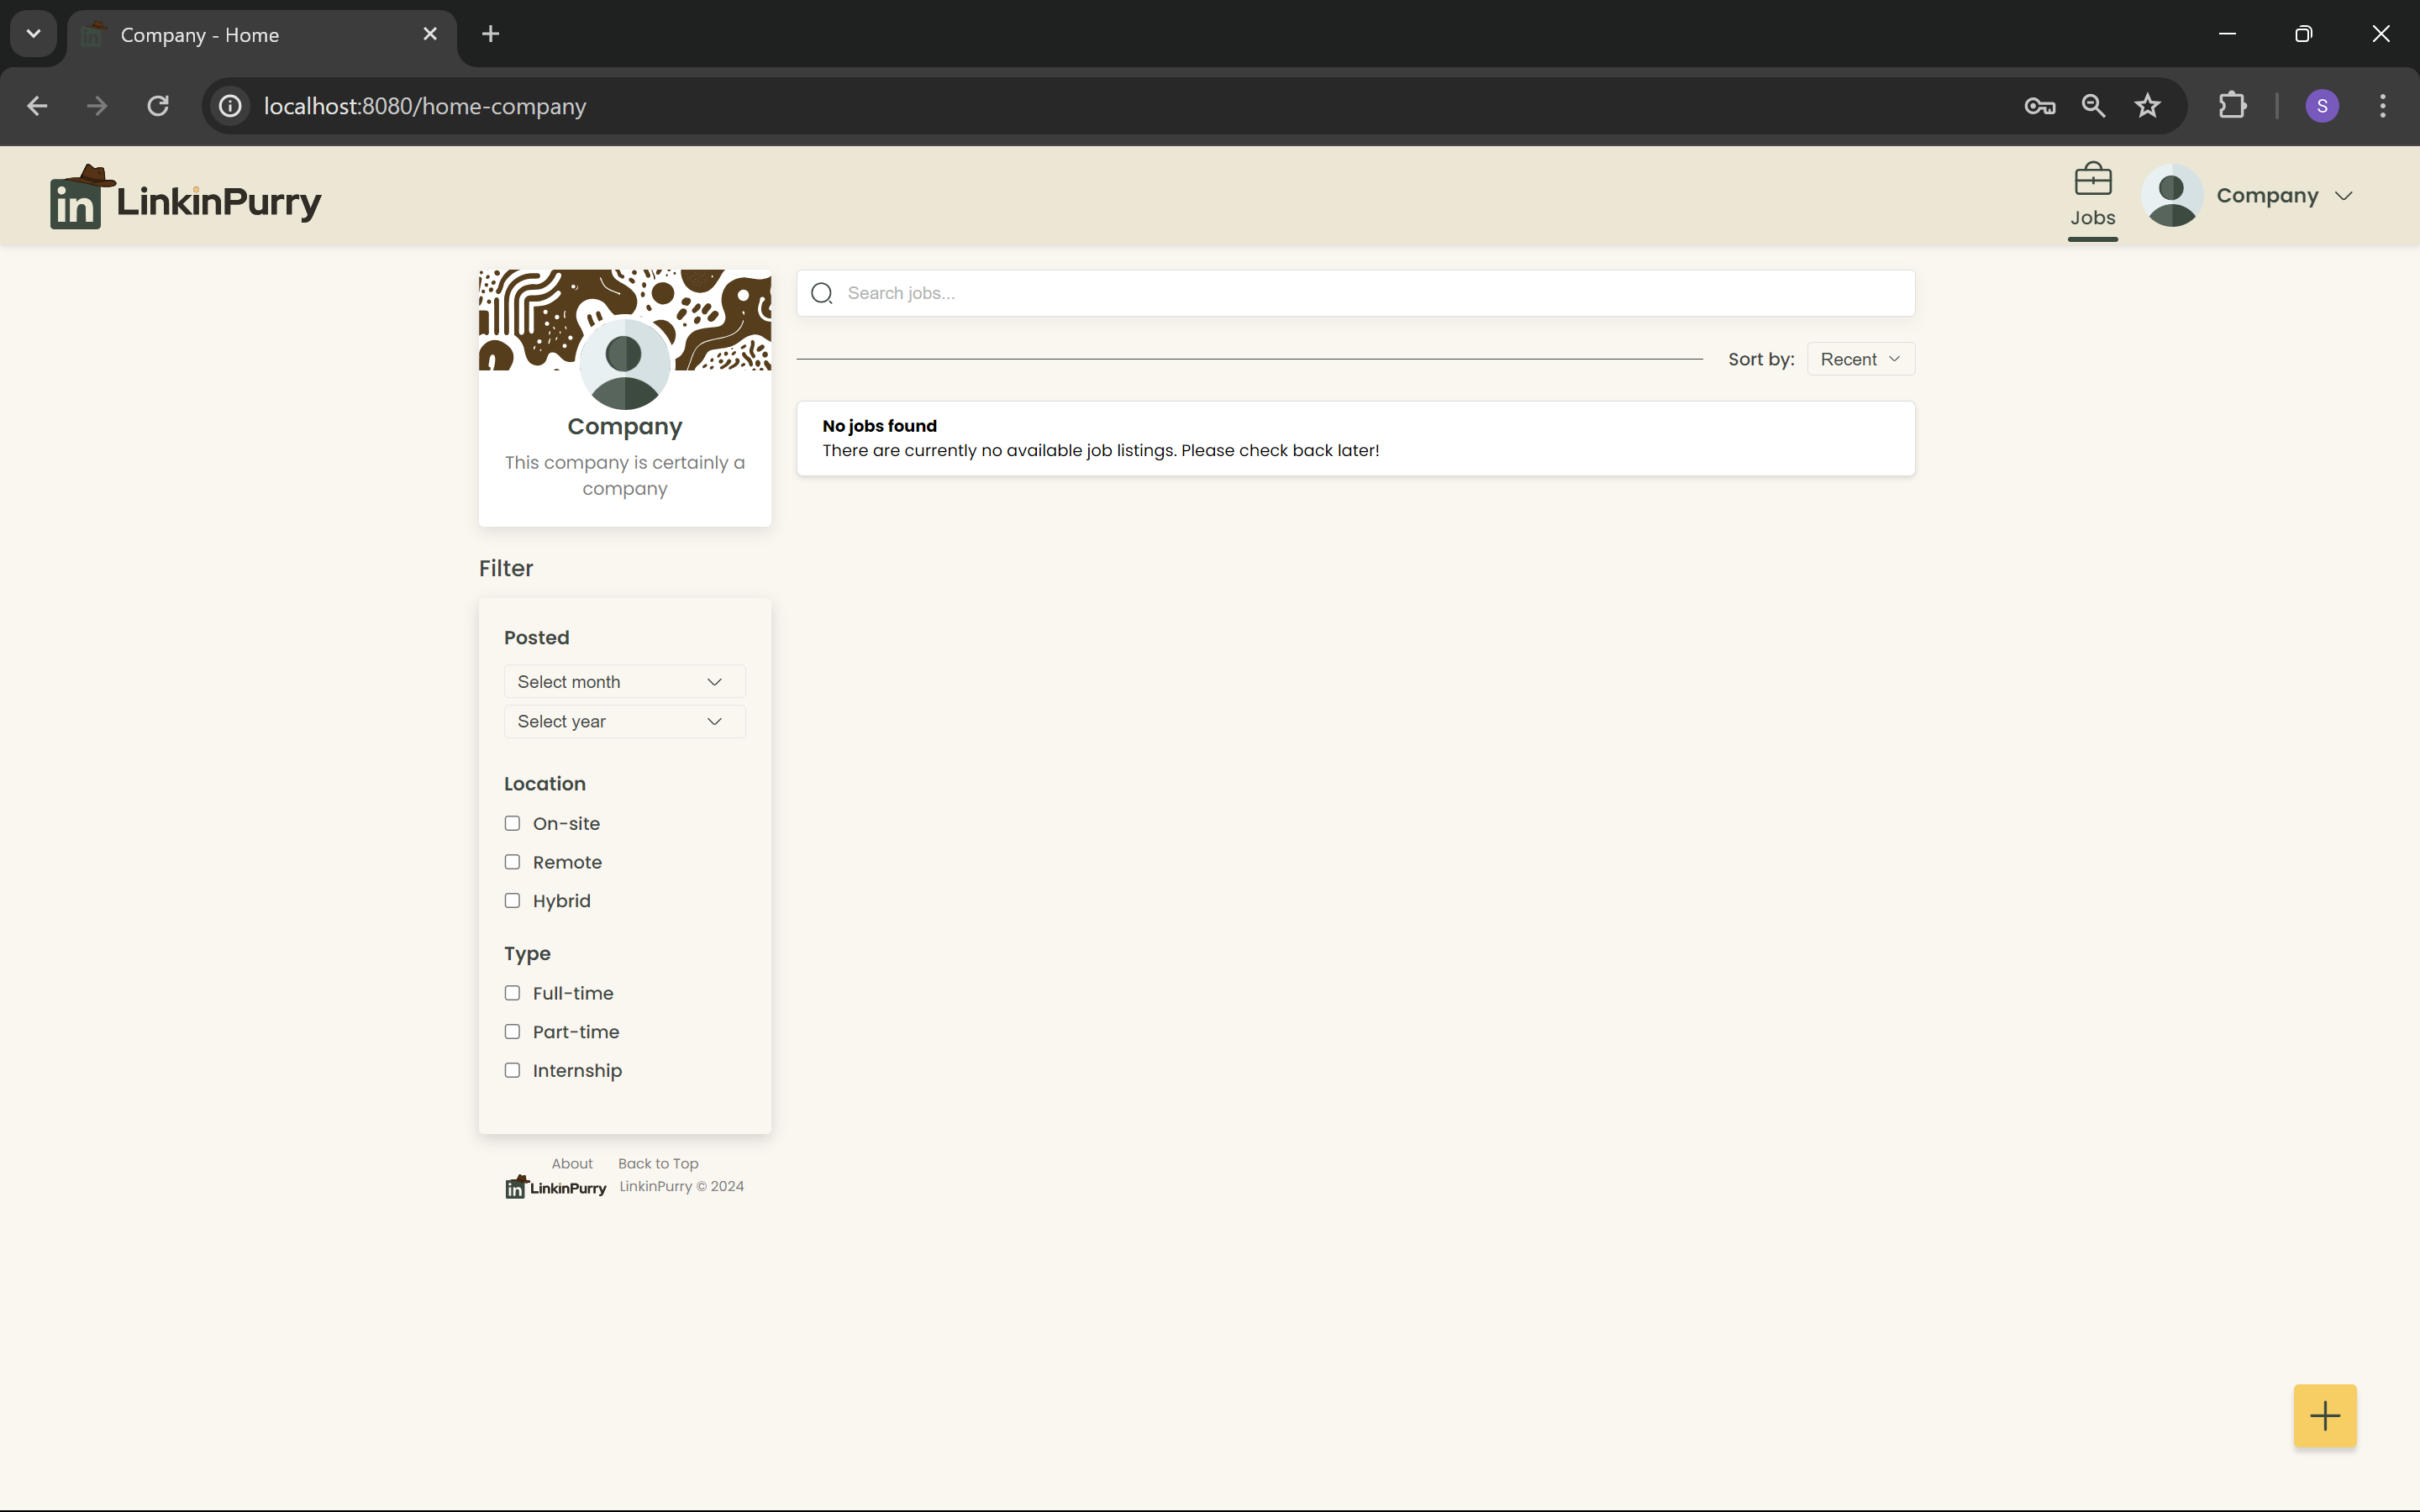 Company - Home
localhost:8080/home-company
S
in LinkinPurry
Jobs
Company
Search jobs...
Sort by: Recent
Company
This company is certainly a
company
No jobs found
There are currently no available job listings. Please check back later!
Filter
Posted
Select month
Select year
Location
On-site
Remote
Hybrid
Type
Full-time
Part-time
Internship
About Back to Top
in LinkinPurry LinkinPurry © 2024